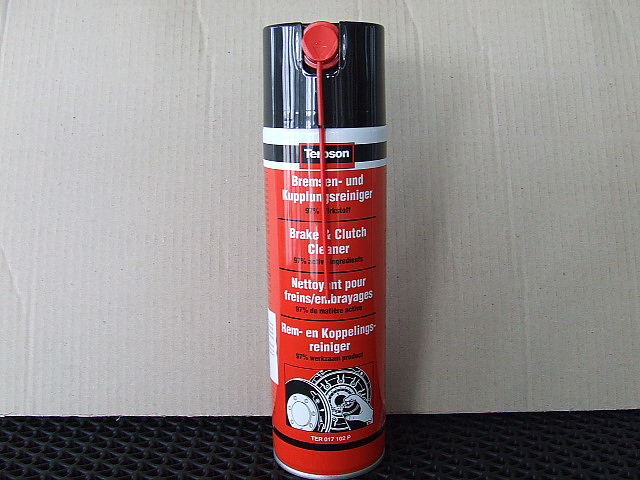 Teroson
Bremsen- und
Kupplungsreiniger
97% Wirkstoff
Brake & Clutch
Cleaner
97% active ingredients
Nettoyant pour
freins/embrayages
97% de matière active
Rem- en Koppelings-
reiniger
97% werkzaam product
TER 017 102 P